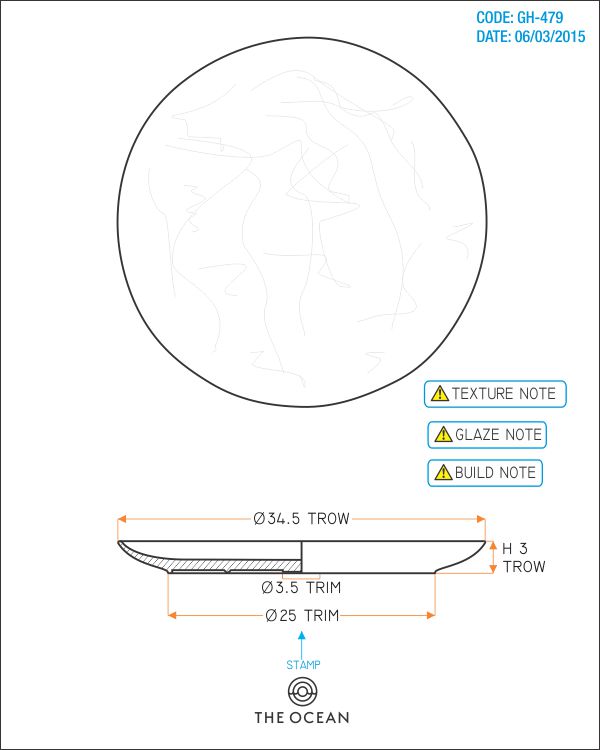 CODE: GH-479
DATE: 06/03/2015
TEXTURE NOTE
GLAZE NOTE
BUILD NOTE
Ø34.5 TROW
H 3
TROW
Ø3.5 TRIM
Ø25 TRIM
STAMP
THE OCEAN